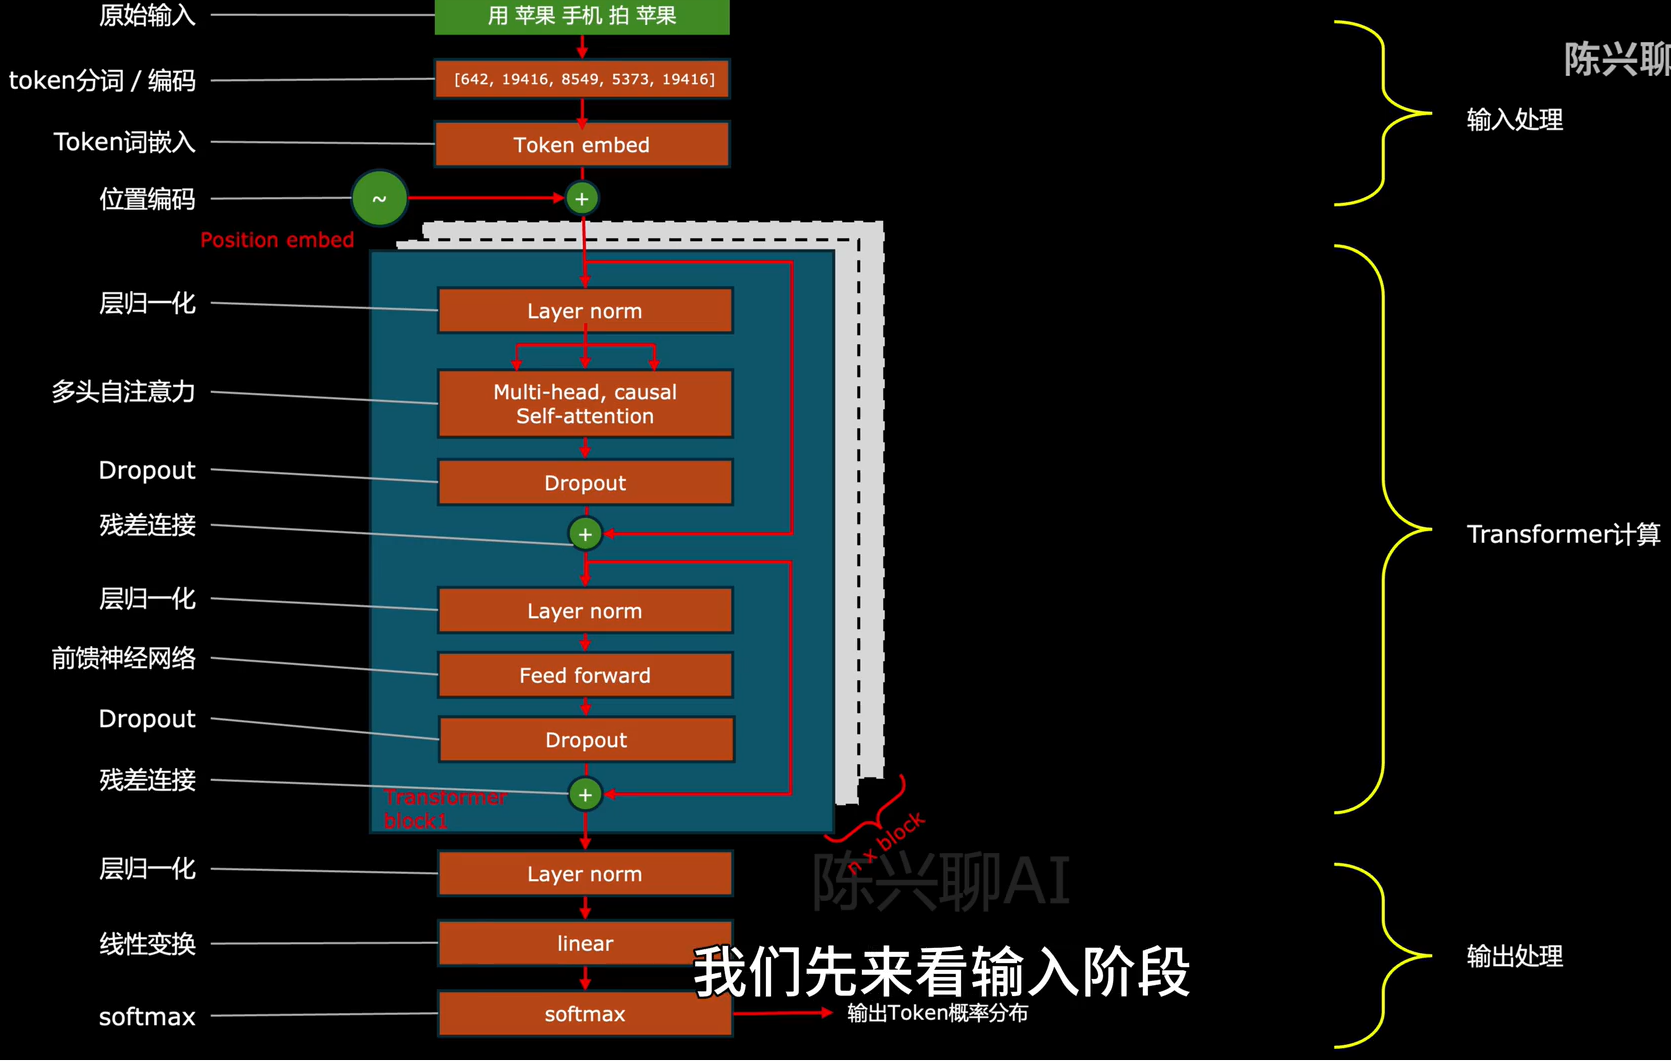 原始输入
用 苹果 手机 拍 苹果
陈兴聊
token分词 / 编码
[642, 19416, 8549, 5373, 19416]
输入处理
Token词嵌入
Token embed
位置编码
~
+
Position embed
层归一化
Layer norm
多头自注意力
Multi-head, causal
Self-attention
Dropout
Dropout
残差连接
+
Transformer计算
层归一化
Layer norm
前馈神经网络
Feed forward
Dropout
Dropout
残差连接
+
Transformer
block1
n x block
层归一化
Layer norm
陈兴聊AI
线性变换
linear
我们先来看输入阶段
输出处理
softmax
softmax
输出Token概率分布